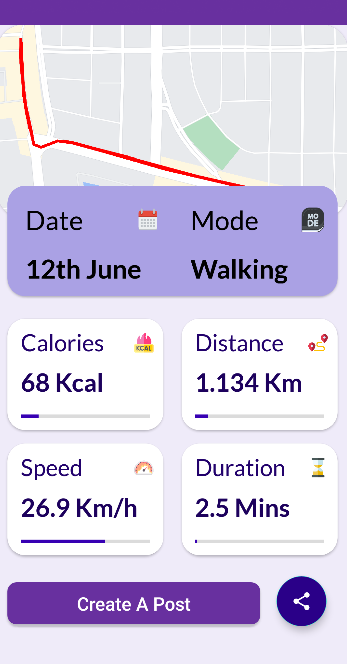 Date
Mode
MO
DE
12th June
Walking
Calories
KCAL
Distance
68 Kcal
1.134 Km
Speed
Duration
26.9 Km/h
2.5 Mins
Create A Post